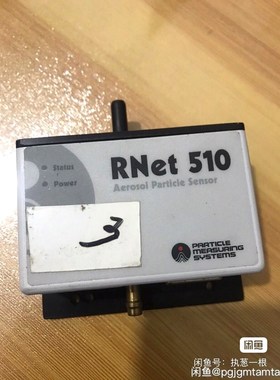 RNet 510
Aerosol Particle Sensor
Status
Power
3
PARTICLE
MEASURING
SYSTEMS
闲鱼
闲鱼号：执葱一根
闲鱼@pgjgmtamta